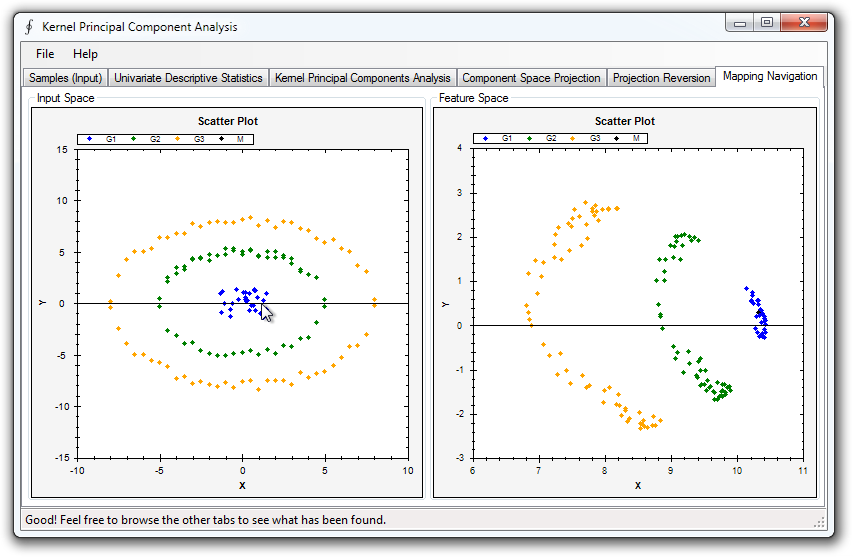 Kernel Principal Component Analysis
File Help
Samples (Input) Univariate Descriptive Statistics Kernel Principal Components Analysis Component Space Projection Projection Reversion Mapping Navigation
Input Space
Scatter Plot
G1 G2 G3 M
15
10
5
0
-5
-10
-15
Y
-10 -5 0 5 10
X
Feature Space
Scatter Plot
G1 G2 G3 M
4
3
2
1
0
-1
-2
-3
Y
6 7 8 9 10 11
X
Good! Feel free to browse the other tabs to see what has been found.